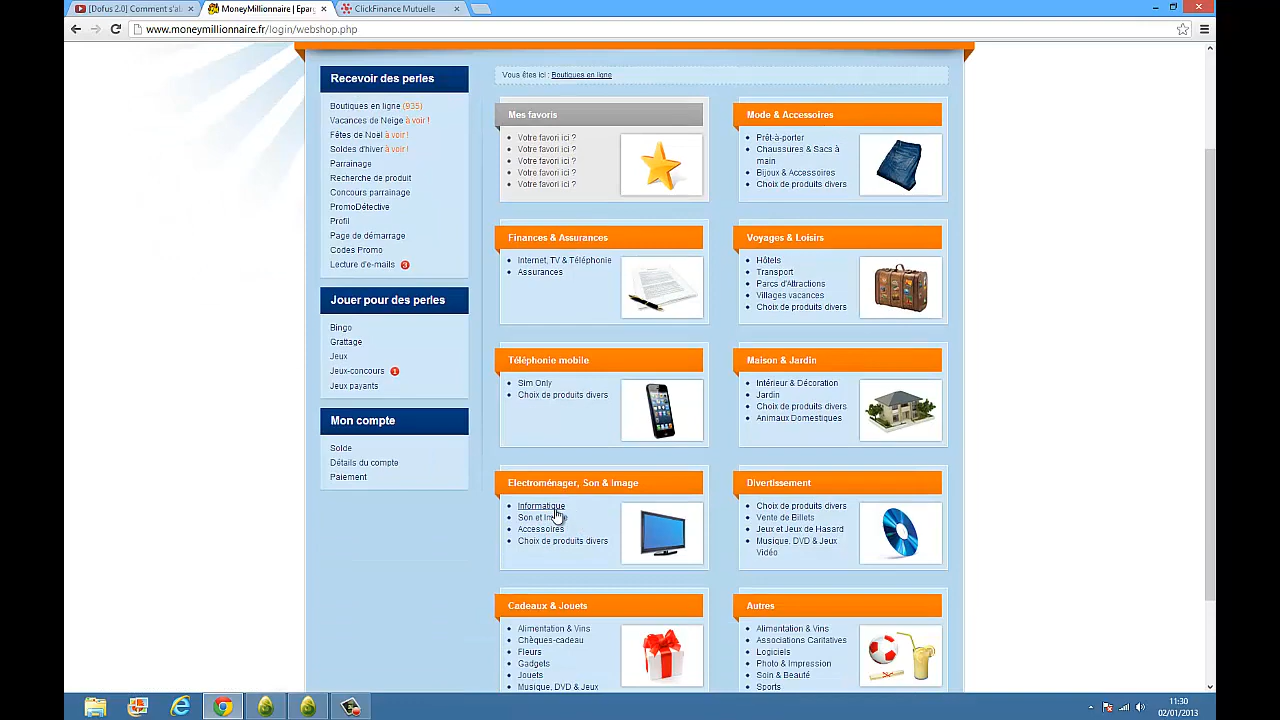 [Dofus 2.0] Comment s'al
MoneyMillionnaire | Eparg
ClickFinance Mutuelle
www.moneymillionnaire.fr/login/webshop.php
Recevoir des perles
Boutiques en ligne (935)
Vacances de Neige à voir !
Fêtes de Noël à voir !
Soldes d'hiver à voir !
Parrainage
Recherche de produit
Concours parrainage
PromoDétective
Profil
Page de démarrage
Codes Promo
Lecture d'e-mails 3
Jouer pour des perles
Bingo
Grattage
Jeux
Jeux-concours 1
Jeux payants
Mon compte
Solde
Détails du compte
Paiement
Vous êtes ici : Boutiques en ligne
Mes favoris
Votre favori ici ?
Votre favori ici ?
Votre favori ici ?
Votre favori ici ?
Votre favori ici ?
Mode & Accessoires
Prêt-à-porter
Chaussures & Sacs à
main
Bijoux & Accessoires
Choix de produits divers
Finances & Assurances
Internet, TV & Téléphonie
Assurances
Voyages & Loisirs
Hôtels
Transport
Parcs d'Attractions
Villages vacances
Choix de produits divers
Téléphonie mobile
Sim Only
Choix de produits divers
Maison & Jardin
Intérieur & Décoration
Jardin
Choix de produits divers
Animaux Domestiques
Electroménager, Son & Image
Informatique
Son et
Accessoires
Choix de produits divers
Divertissement
Choix de produits divers
Vente de Billets
Jeux et Jeux de Hasard
Musique, DVD & Jeux
Vidéo
Cadeaux & Jouets
Alimentation & Vins
Chèques-cadeau
Fleurs
Gadgets
Jouets
Musique, DVD & Jeux
Autres
Alimentation & Vins
Associations Caritatives
Logiciels
Photo & Impression
Soin & Beauté
Sports
11:30
02/01/2013